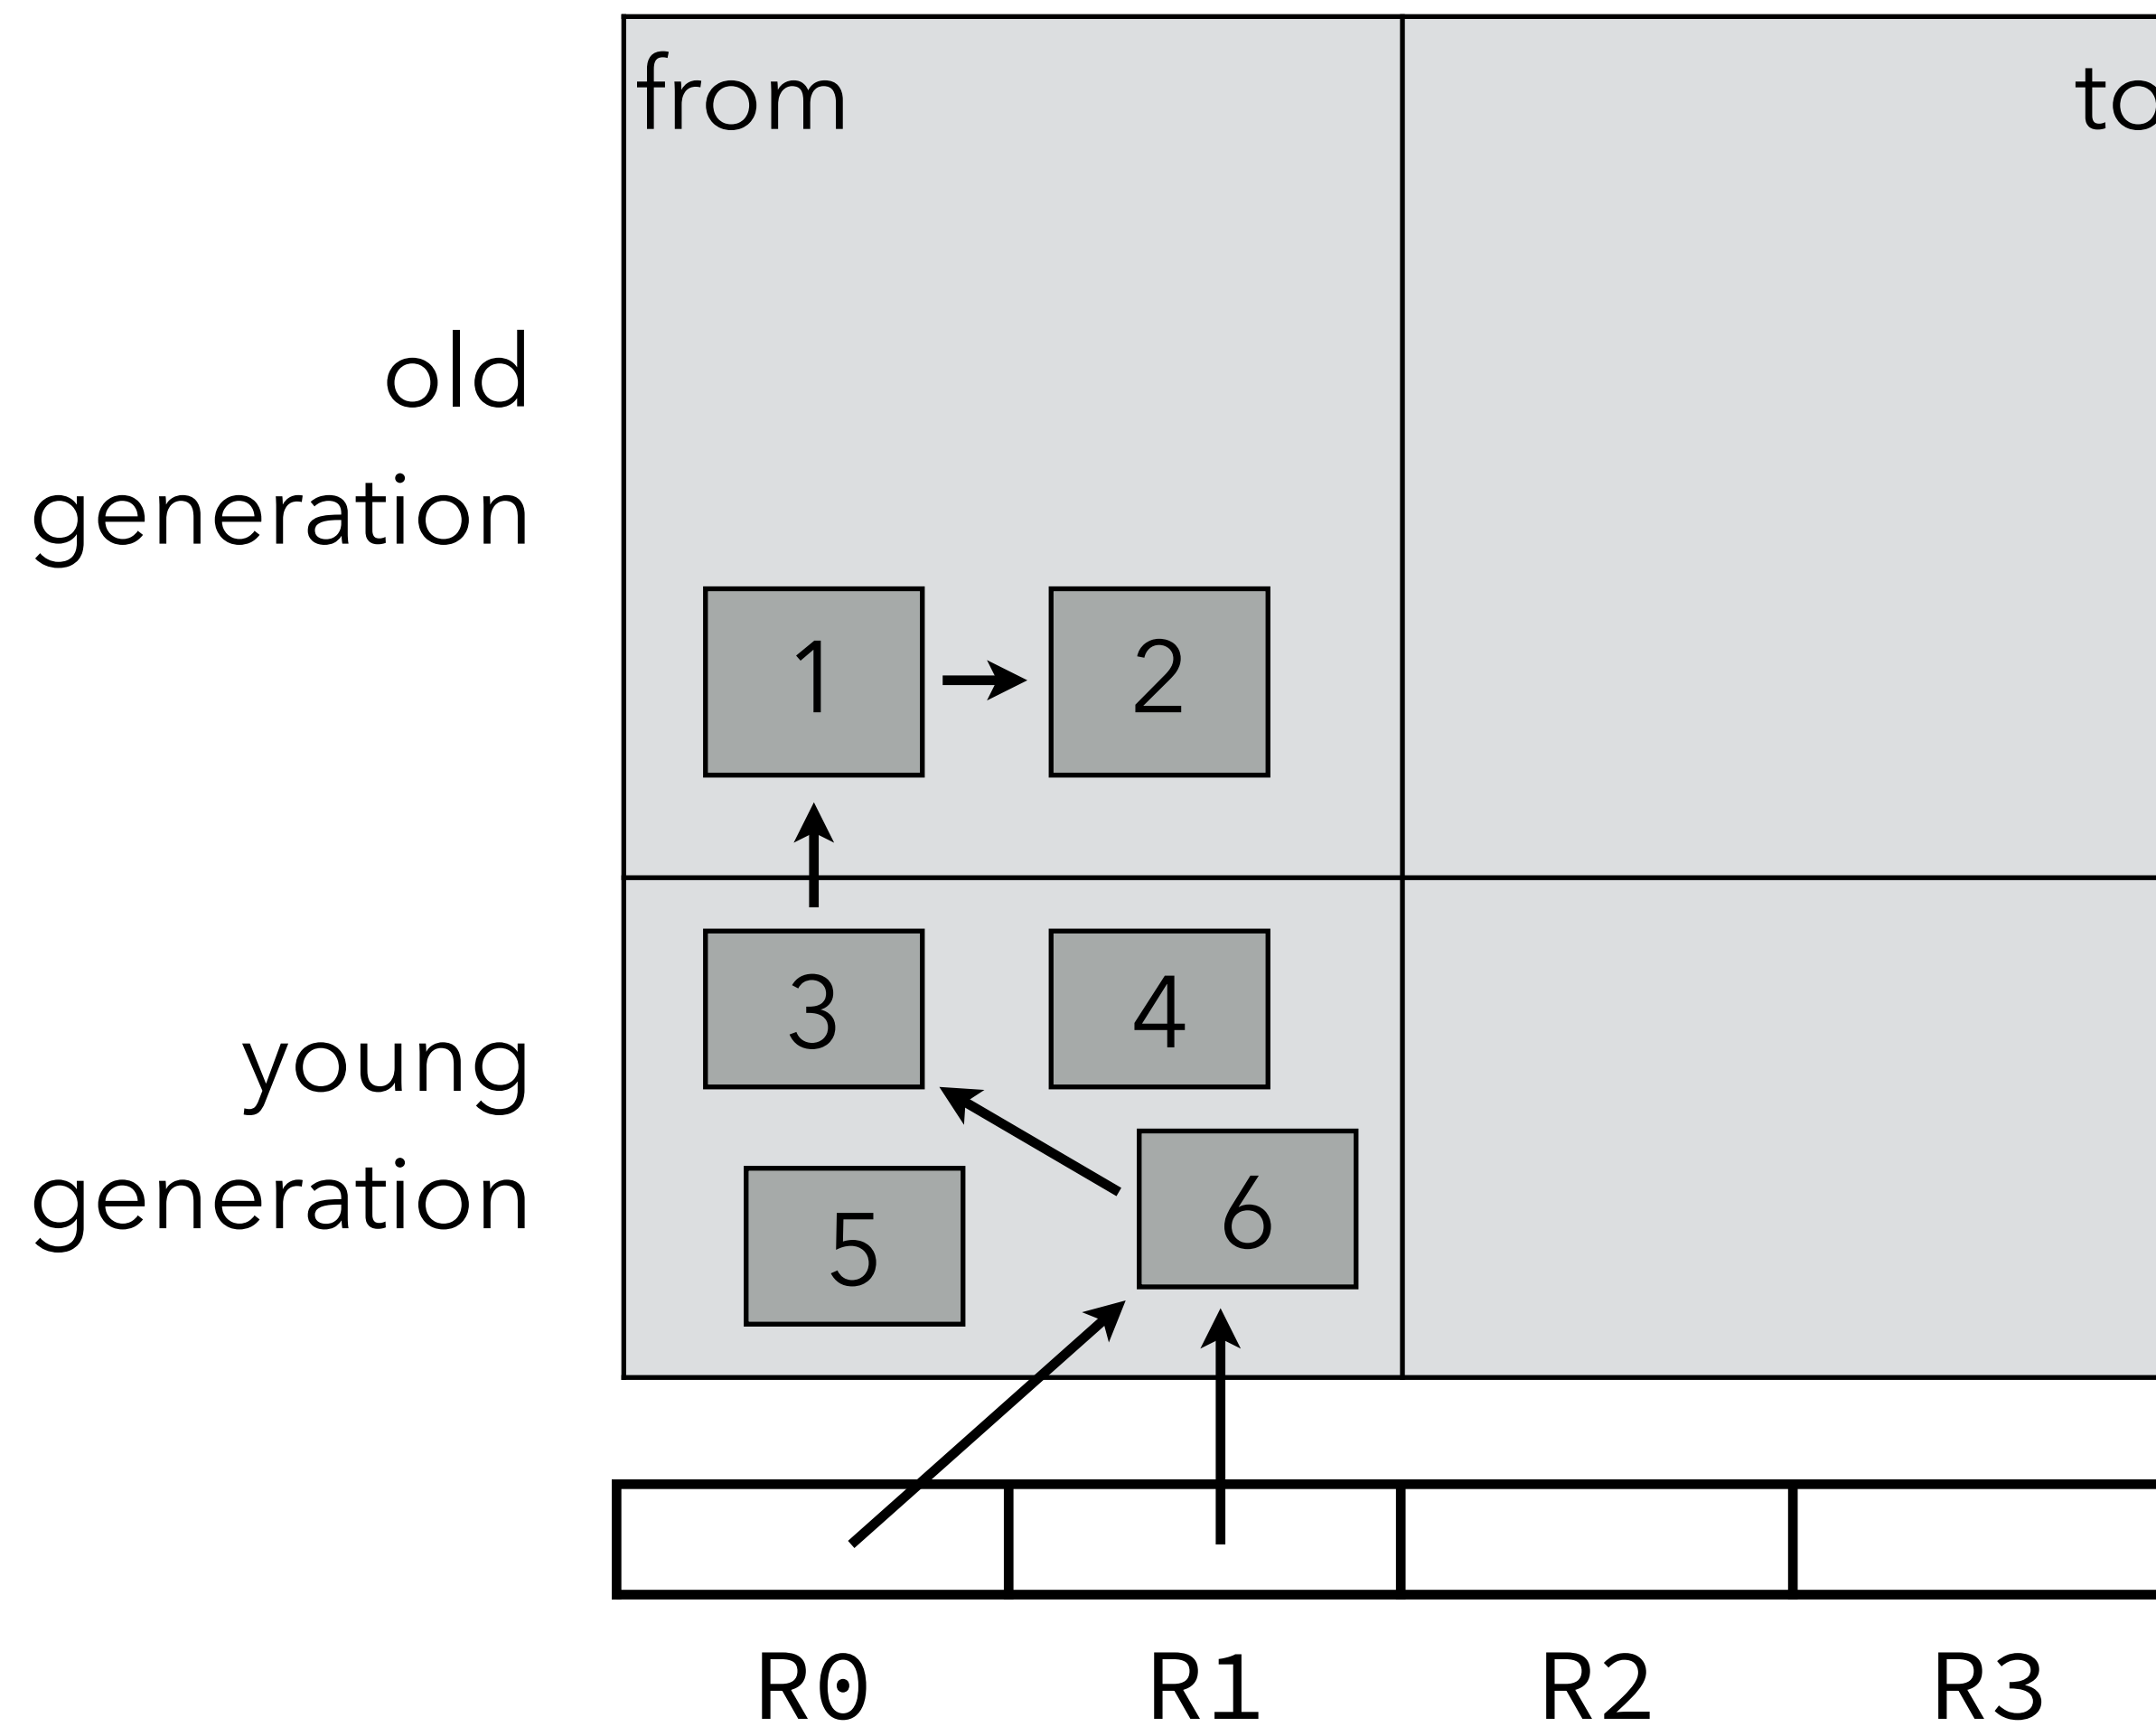 from
to
old
generation
1
2
3
4
young
generation
5
6
R0
R1
R2
R3